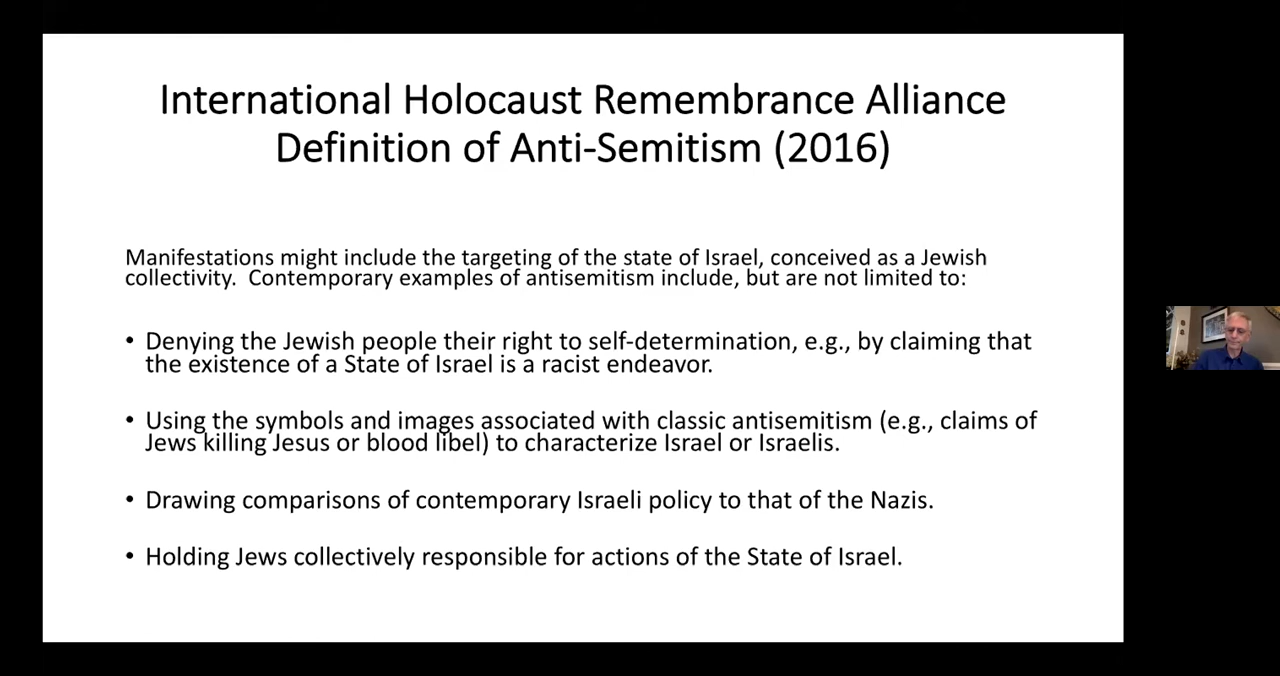 International Holocaust Remembrance Alliance
Definition of Anti-Semitism (2016)
Manifestations might include the targeting of the state of Israel, conceived as a Jewish
collectivity.  Contemporary examples of antisemitism include, but are not limited to:
• Denying the Jewish people their right to self-determination, e.g., by claiming that
the existence of a State of Israel is a racist endeavor.
• Using the symbols and images associated with classic antisemitism (e.g., claims of
Jews killing Jesus or blood libel) to characterize Israel or Israelis.
• Drawing comparisons of contemporary Israeli policy to that of the Nazis.
• Holding Jews collectively responsible for actions of the State of Israel.